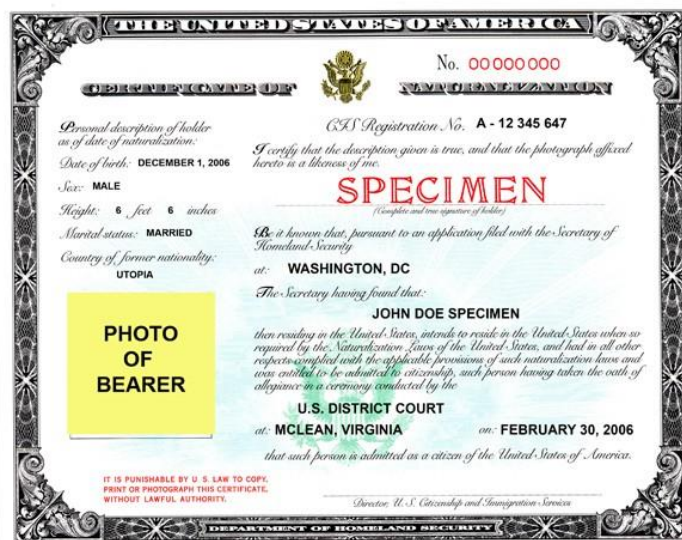 THE UNITED STATES OF AMERICA
No. 00000000
CERTIFICATE OF NATURALIZATION
Personal description of holder
as of date of naturalization:
Date of birth: DECEMBER 1, 2006
Sex: MALE
Height: 6 feet 6 inches
Marital status: MARRIED
Country of former nationality:
UTOPIA
PHOTO
OF
BEARER
IT IS PUNISHABLE BY U. S. LAW TO COPY,
PRINT OR PHOTOGRAPH THIS CERTIFICATE,
WITHOUT LAWFUL AUTHORITY.
CIS Registration No. A - 12 345 647
I certify that the description given is true, and that the photograph affixed
hereto is a likeness of me.
SPECIMEN
(Complete and true signature of holder)
Be it known that, pursuant to an application filed with the Secretary of
Homeland Security
at: WASHINGTON, DC
The Secretary having found that:
JOHN DOE SPECIMEN
then residing in the United States, intends to reside in the United States when so
required by the Naturalization Laws of the United States, and had in all other
respects complied with the applicable provisions of such naturalization laws and
was entitled to be admitted to citizenship, such person having taken the oath of
allegiance in a ceremony conducted by the
U.S. DISTRICT COURT
at: MCLEAN, VIRGINIA on: FEBRUARY 30, 2006
that such person is admitted as a citizen of the United States of America.
Director, U. S. Citizenship and Immigration Services
DEPARTMENT OF HOMELAND SECURITY